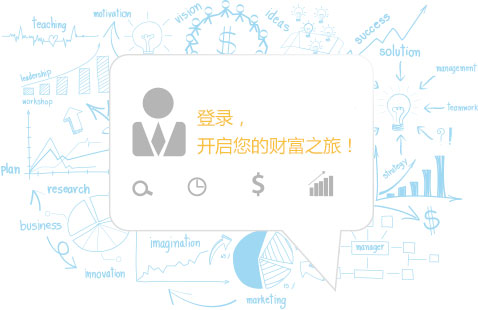 teaching
motivation
vision
ideas
success
solution
management
leadership
workshop
teamwork
登录，
开启您的财富之旅！
plan
strategy
research
business
imagination
manager
innovation
marketing